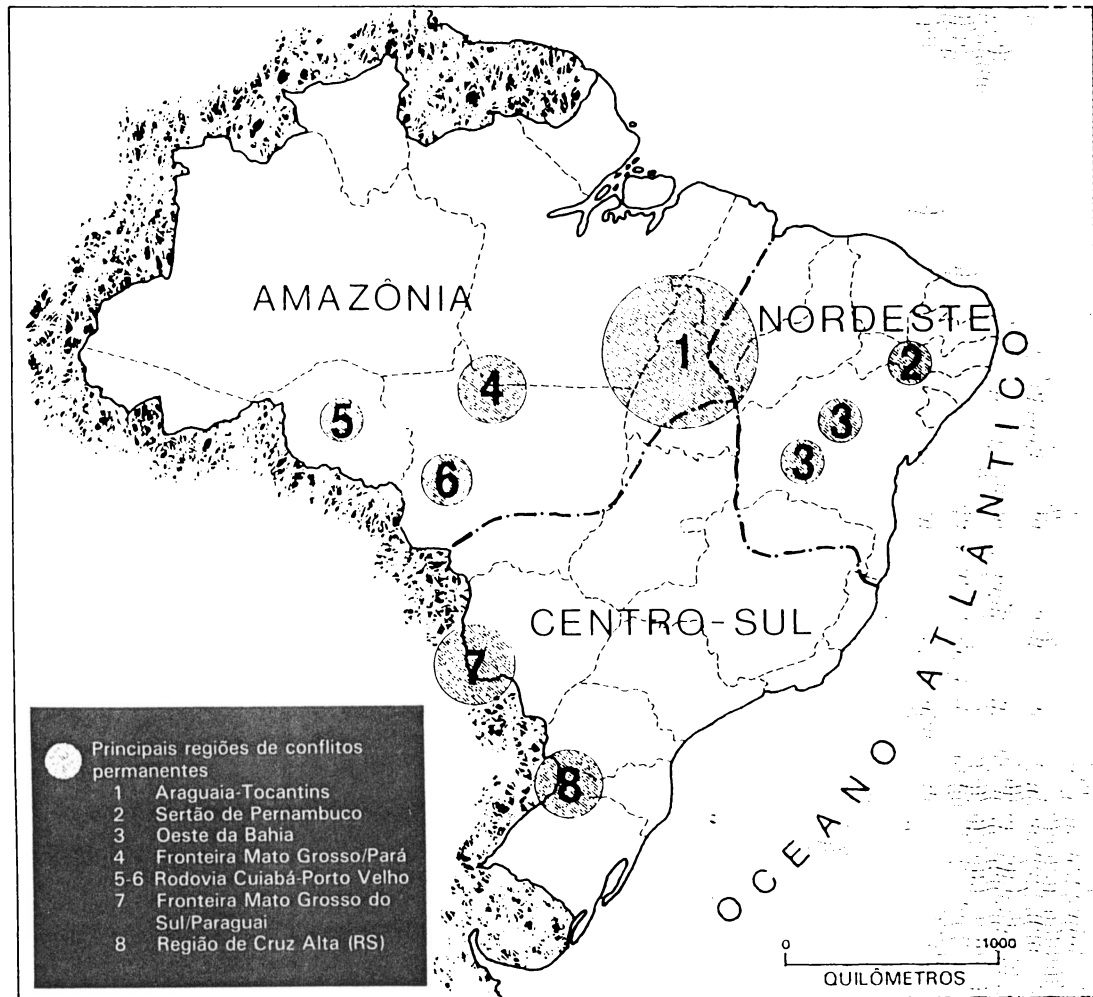 AMAZÔNIA
NORDESTE
1
2
4
3
5
3
6
CENTRO-SUL
7
8
OCEANO ATLÂNTICO
Principais regiões de conflitos
permanentes
1 Araguaia-Tocantins
2 Sertão de Pernambuco
3 Oeste da Bahia
4 Fronteira Mato Grosso/Pará
5-6 Rodovia Cuiabá-Porto Velho
7 Fronteira Mato Grosso do
Sul/Paraguai
8 Região de Cruz Alta (RS)
0 1000
QUILÔMETROS